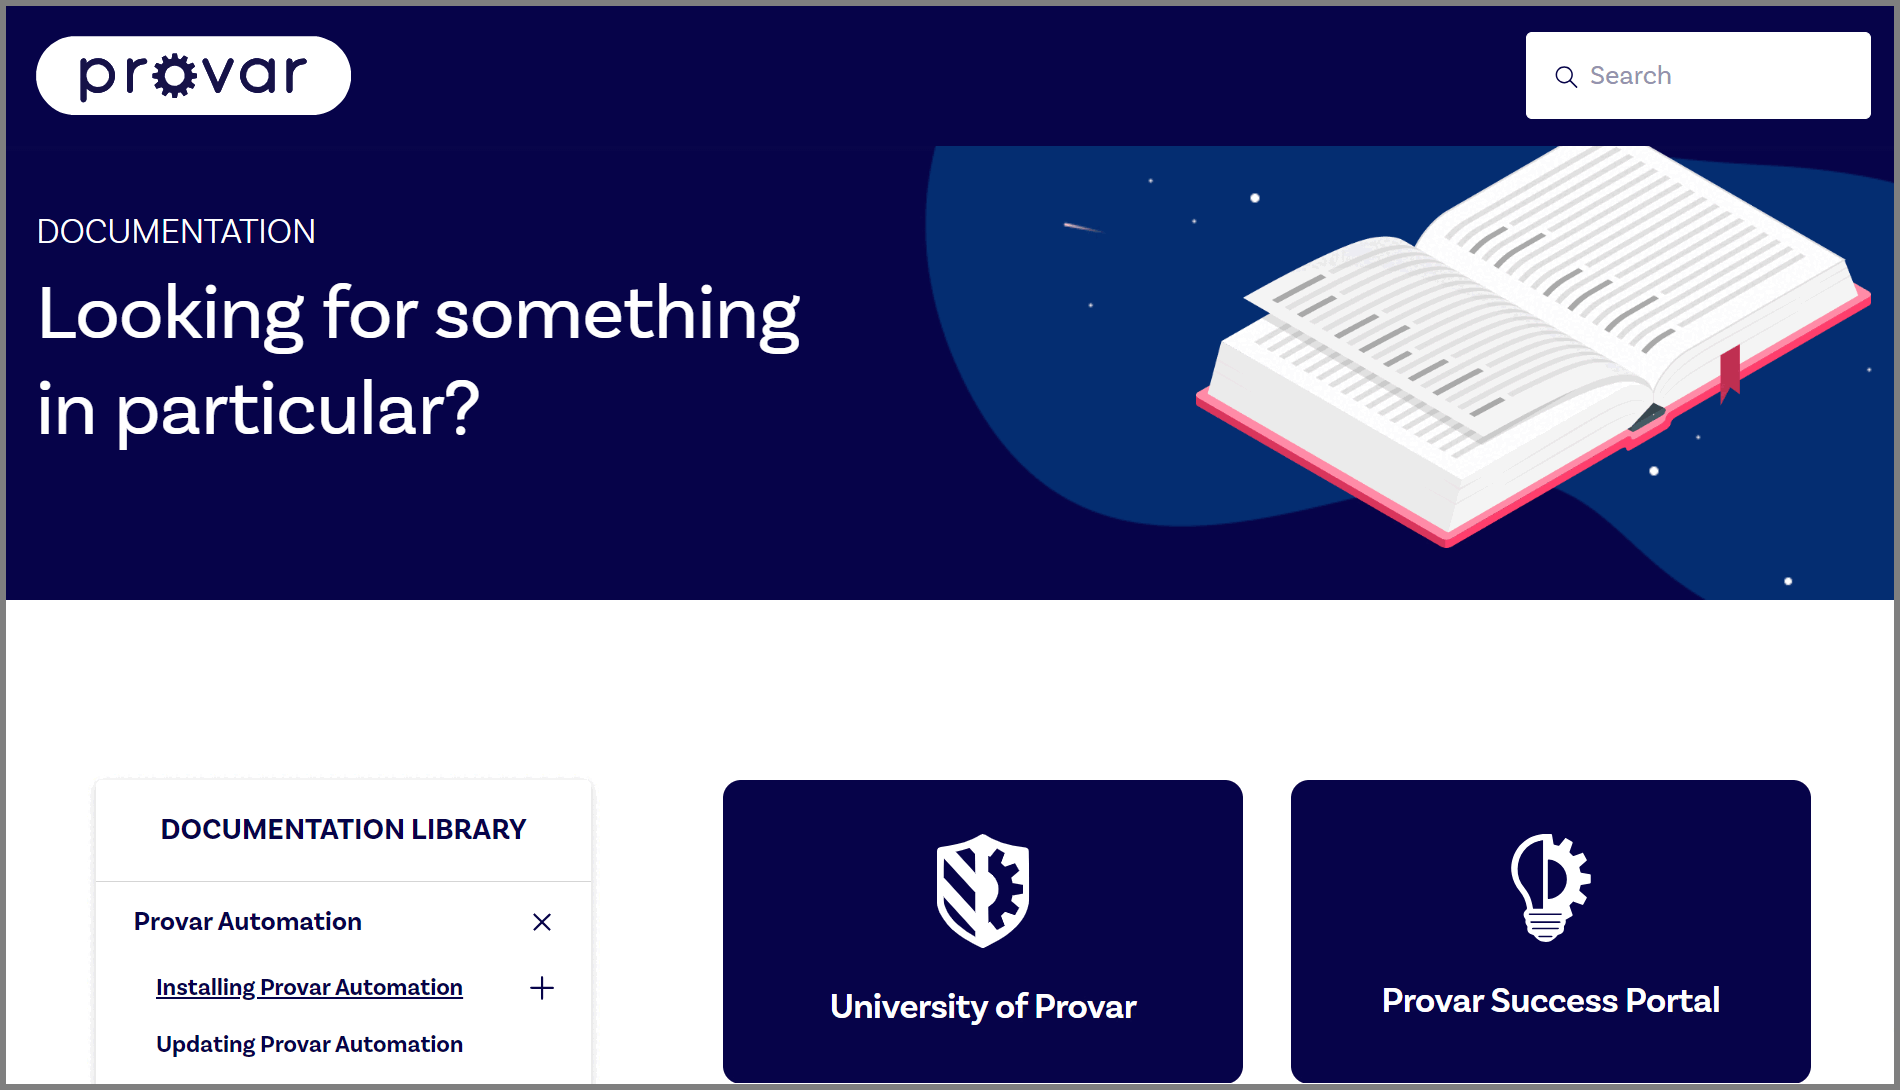 provar
Search
DOCUMENTATION
Looking for something
in particular?
DOCUMENTATION LIBRARY
Provar Automation
Installing Provar Automation
Updating Provar Automation
University of Provar
Provar Success Portal